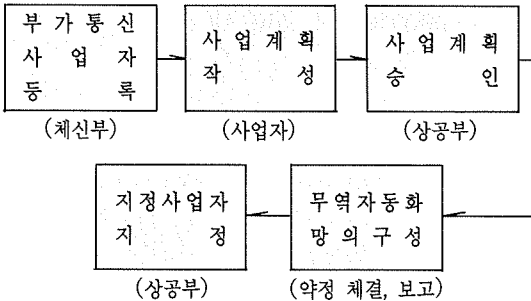 부가통신 사업계획 사업계획
사업자 작성 승인
등록
(체신부) (사업자) (상공부)
지정사업자 무역자동화
지정 망의구성
(상공부) (약정 체결, 보고)